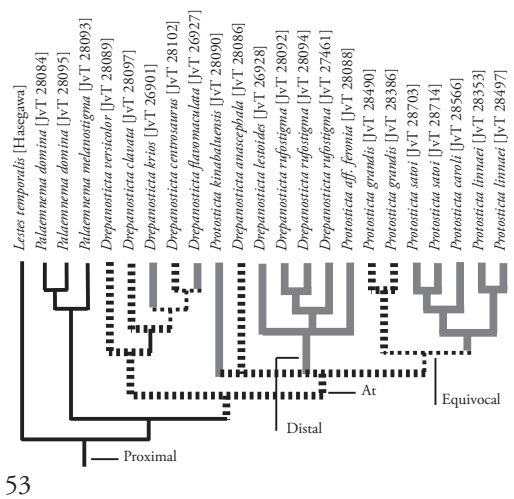 Lestes temporalis [Hasegawa]
Palaemnema domina [JvT 28084]
Palaemnema domina [JvT 28095]
Palaemnema melanostigma [JvT 28093]
Drepanosticta versicolor [JvT 28089]
Drepanosticta clavata [JvT 28097]
Drepanosticta krios [JvT 26901]
Drepanosticta centrosaurus [JvT 28102]
Drepanosticta flavomaculata [JvT 26927]
Protosticta kinabaluensis [JvT 28090]
Drepanosticta anascephala [JvT 28086]
Drepanosticta lestoides [JvT 26928]
Drepanosticta rufostigma [JvT 28092]
Drepanosticta rufostigma [JvT 28094]
Drepanosticta rufostigma [JvT 27461]
Protosticta aff. feronia [JvT 28088]
Protosticta grandis [JvT 28490]
Protosticta grandis [JvT 28386]
Protosticta satoi [JvT 28703]
Protosticta satoi [JvT 28714]
Protosticta caroli [JvT 28566]
Protosticta linnaei [JvT 28353]
Protosticta linnaei [JvT 28497]
At
Equivocal
Distal
Proximal
53